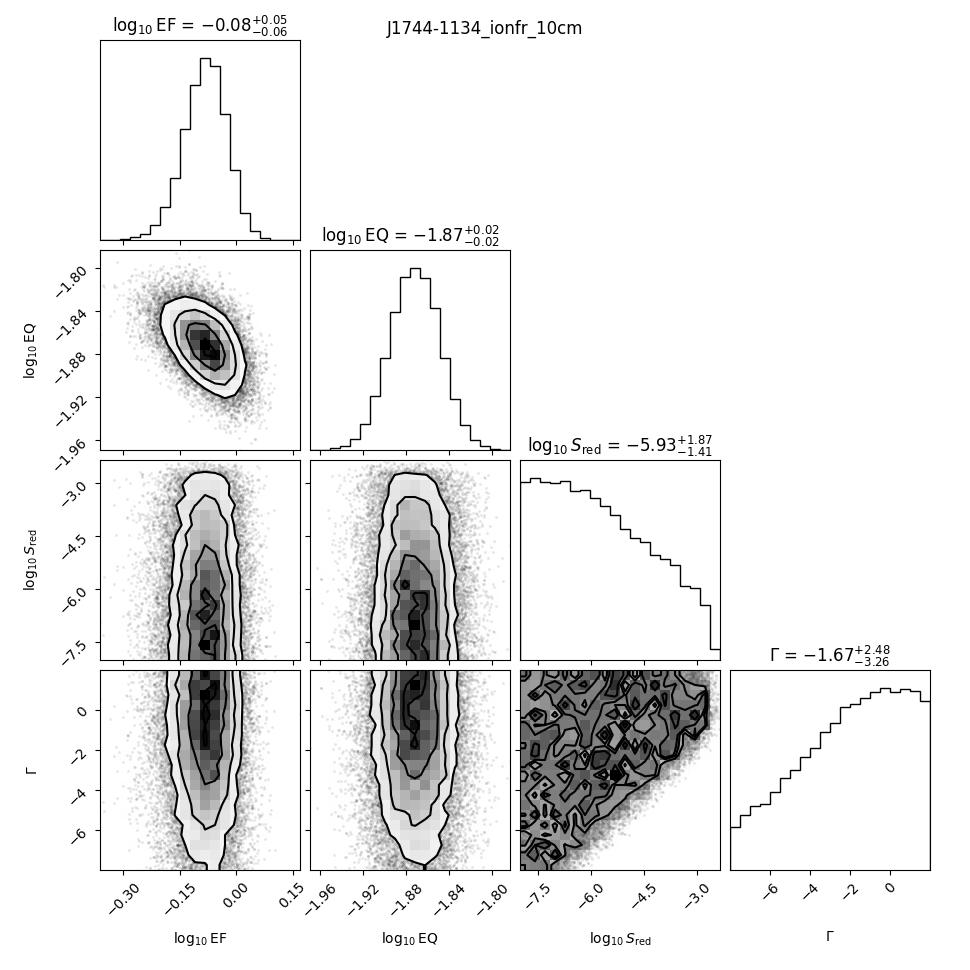 log₁₀ EF = −0.08+0.05 −0.06
J1744-1134_ionfr_10cm
log₁₀ EQ = −1.87+0.02 −0.02
−1.80
−1.84
−1.88
−1.92
−1.96
log₁₀ EQ
log₁₀ S_red = −5.93+1.87 −1.41
−3.0
−4.5
−6.0
−7.5
log₁₀ S_red
Γ = −1.67+2.48 −3.26
0
−2
−4
−6
Γ
−0.30 −0.15 0.00 0.15 −1.96 −1.92 −1.88 −1.84 −1.80 −7.5 −6.0 −4.5 −3.0 −6 −4 −2 0
log₁₀ EF log₁₀ EQ log₁₀ S_red Γ